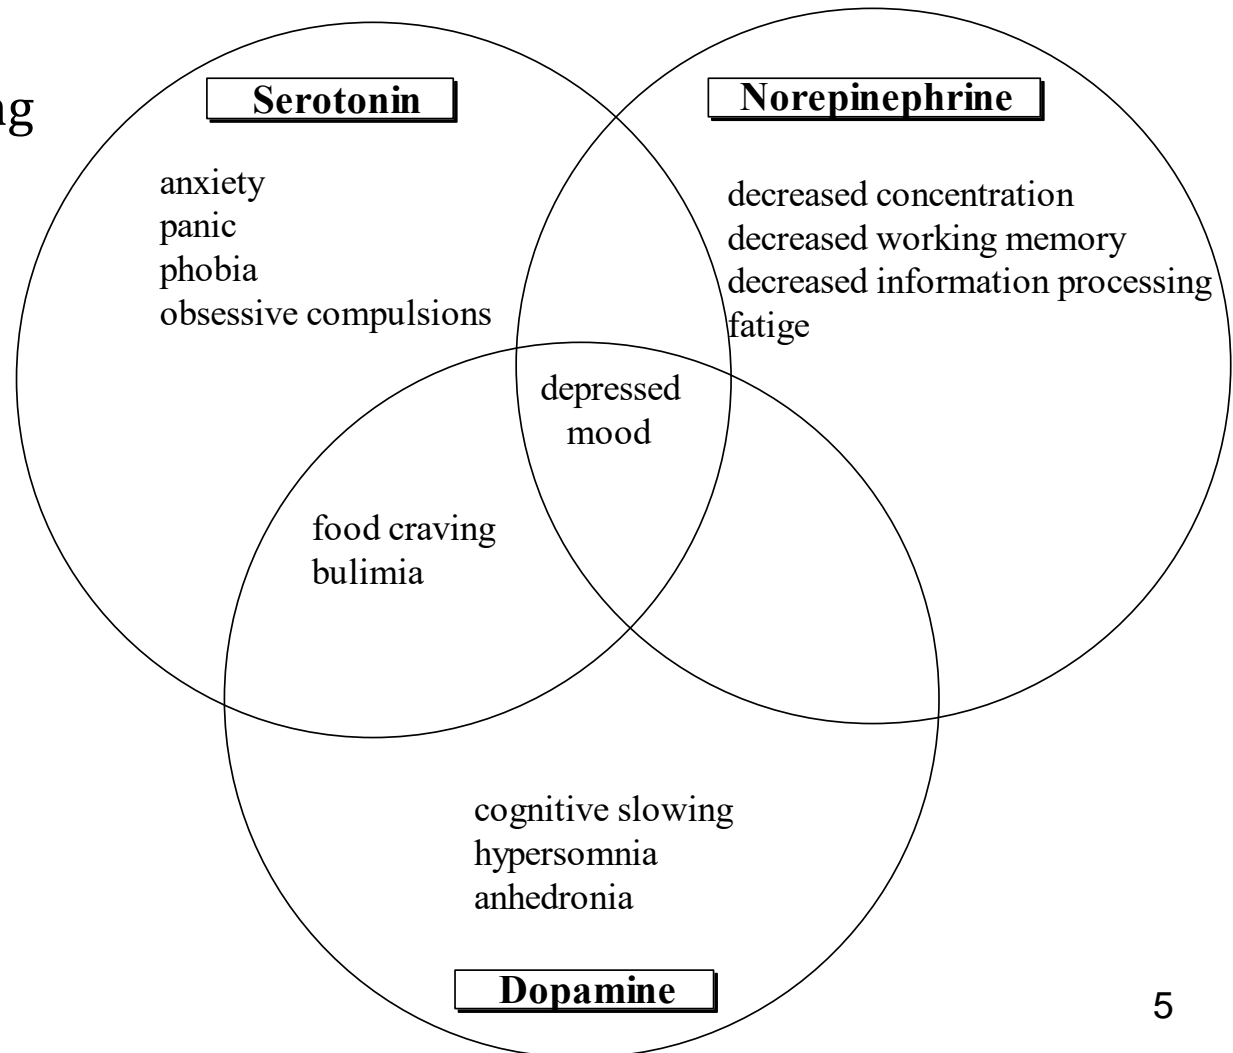 ng
Serotonin
anxiety
panic
phobia
obsessive compulsions
Norepinephrine
decreased concentration
decreased working memory
decreased information processing
fatige
depressed
mood
food craving
bulimia
cognitive slowing
hypersomnia
anhedronia
Dopamine
5